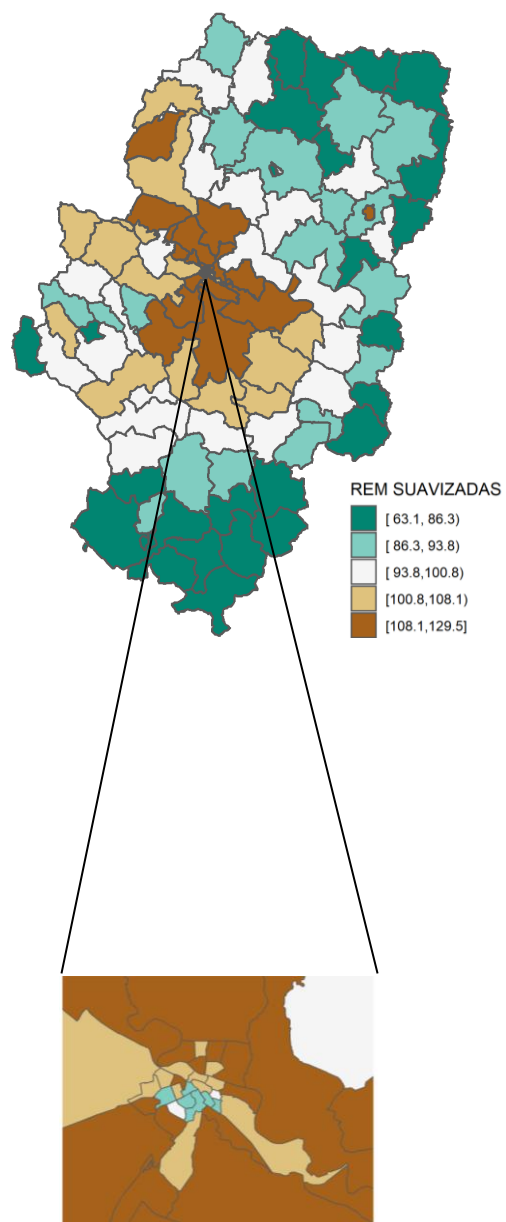 REM SUAVIZADAS
[ 63.1, 86.3)
[ 86.3, 93.8)
[ 93.8,100.8)
[100.8,108.1)
[108.1,129.5]